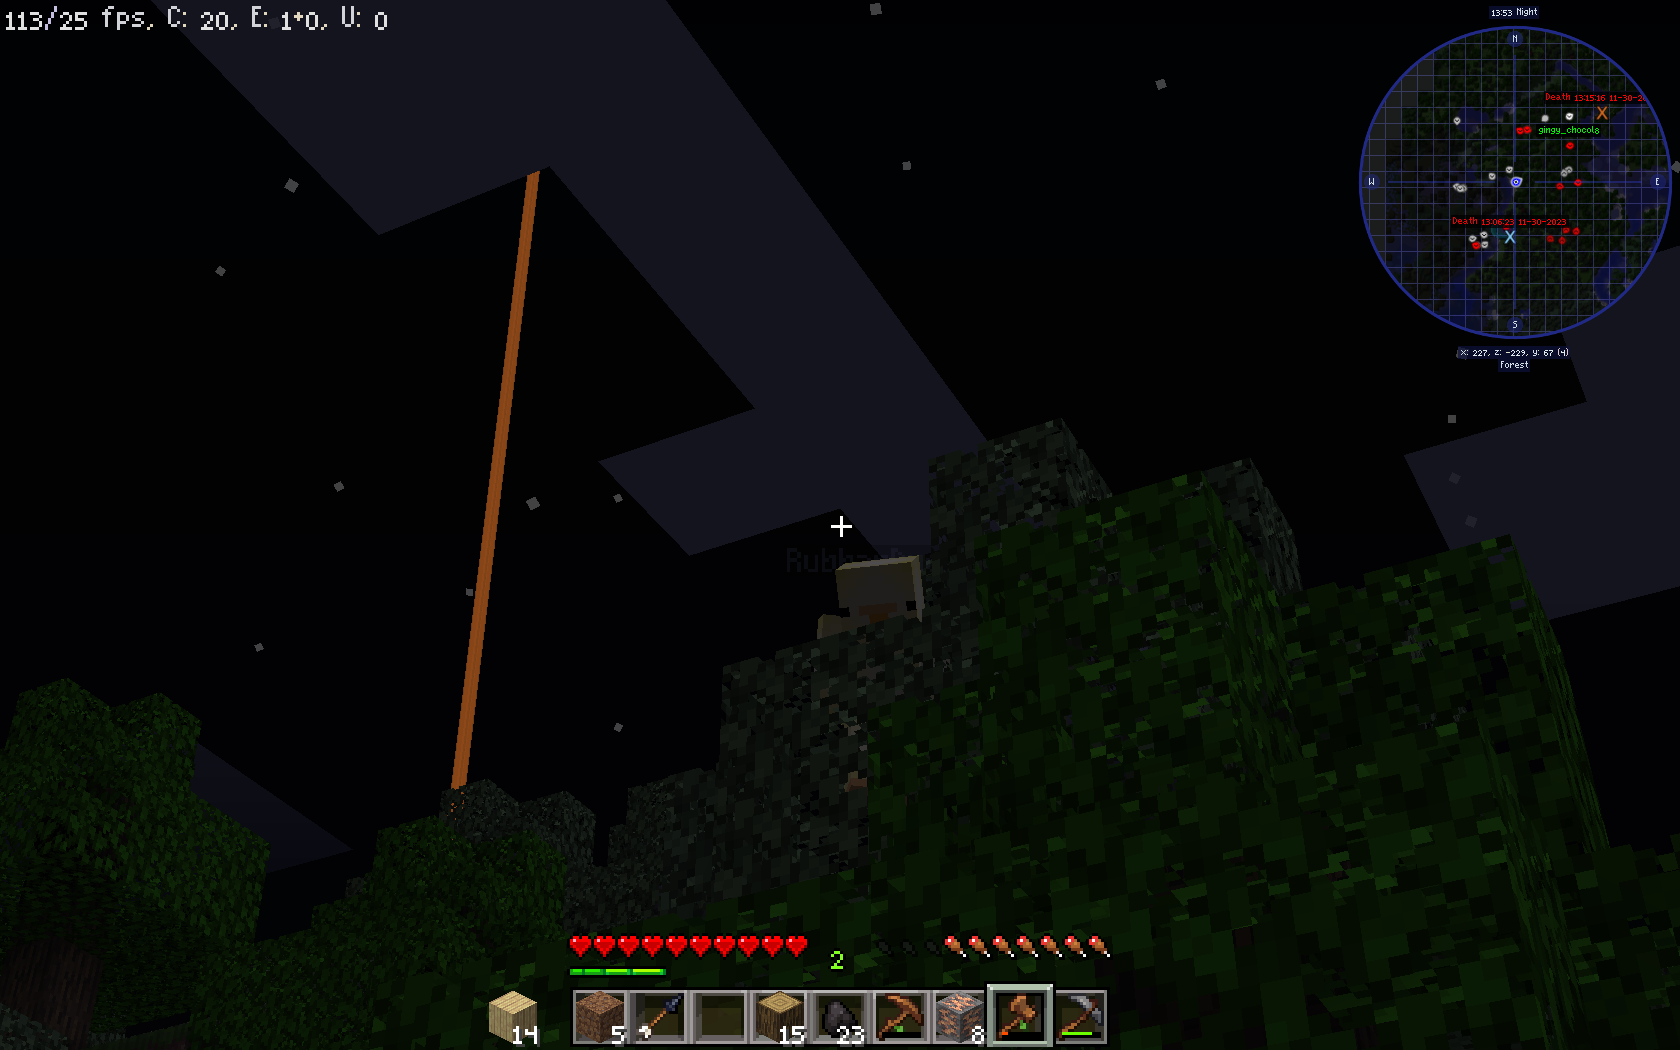 113/25 fps, C: 20, E: 1+0, U: 0
13:53 Night
N
Death 13:15:16 11-30-20
gingy_chocola
W
E
Death 13:06:23 11-30-2023
S
x: 227, z: -229, y: 67 (4)
Forest
2
14
5
15
23
8